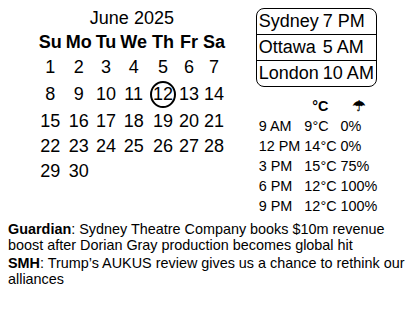 June 2025
Su Mo Tu We Th Fr Sa
1 2 3 4 5 6 7
8 9 10 11 12 13 14
15 16 17 18 19 20 21
22 23 24 25 26 27 28
29 30
Sydney 7 PM
Ottawa 5 AM
London 10 AM
°C ☂
9 AM 9°C 0%
12 PM 14°C 0%
3 PM 15°C 75%
6 PM 12°C 100%
9 PM 12°C 100%
Guardian: Sydney Theatre Company books $10m revenue
boost after Dorian Gray production becomes global hit
SMH: Trump's AUKUS review gives us a chance to rethink our
alliances